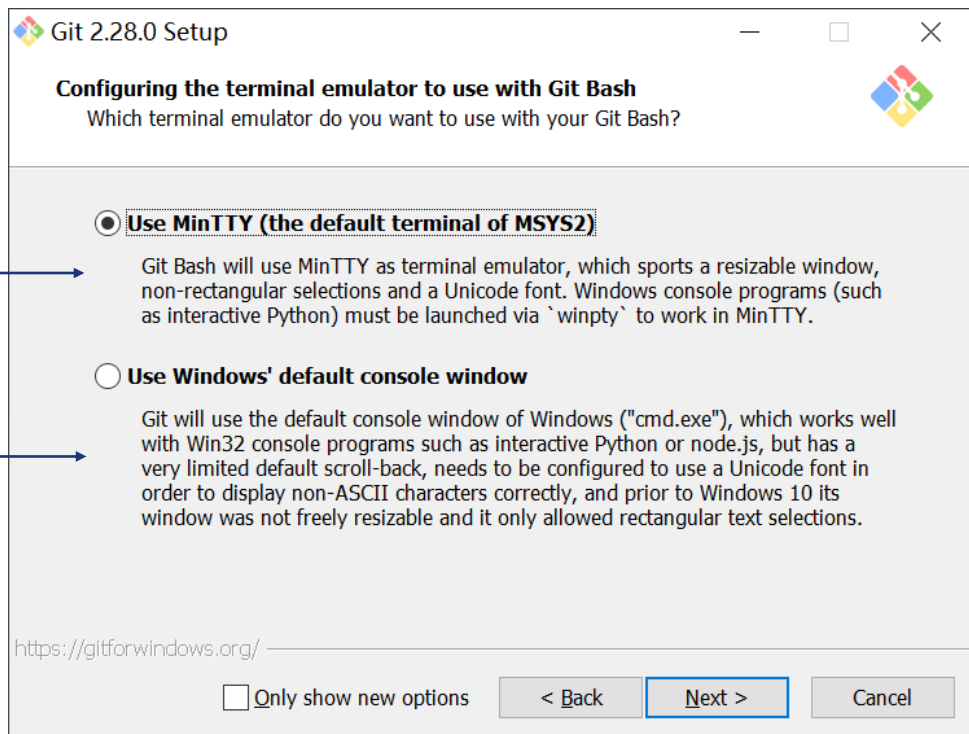 Git 2.28.0 Setup
Configuring the terminal emulator to use with Git Bash
Which terminal emulator do you want to use with your Git Bash?
Use MinTTY (the default terminal of MSYS2)
Git Bash will use MinTTY as terminal emulator, which sports a resizable window,
non-rectangular selections and a Unicode font. Windows console programs (such
as interactive Python) must be launched via `winpty` to work in MinTTY.
Use Windows' default console window
Git will use the default console window of Windows ("cmd.exe"), which works well
with Win32 console programs such as interactive Python or node.js, but has a
very limited default scroll-back, needs to be configured to use a Unicode font in
order to display non-ASCII characters correctly, and prior to Windows 10 its
window was not freely resizable and it only allowed rectangular text selections.
https://gitforwindows.org/
Only show new options < Back Next > Cancel